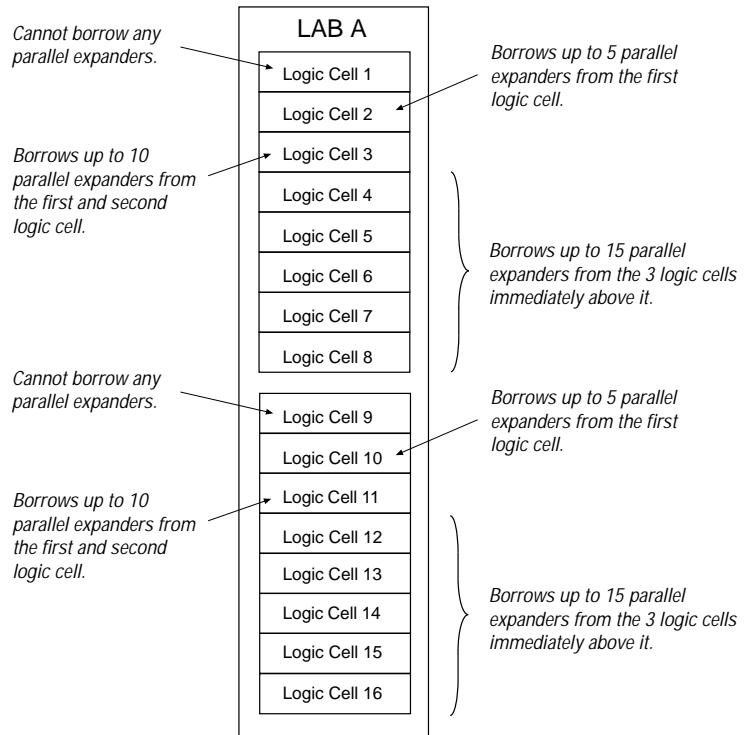 LAB A
Cannot borrow any
parallel expanders.
Logic Cell 1
Borrows up to 5 parallel
expanders from the first
logic cell.
Logic Cell 2
Borrows up to 10
parallel expanders from
the first and second
logic cell.
Logic Cell 3
Logic Cell 4
Logic Cell 5
Logic Cell 6
Logic Cell 7
Logic Cell 8
Borrows up to 15 parallel
expanders from the 3 logic cells
immediately above it.
Cannot borrow any
parallel expanders.
Logic Cell 9
Borrows up to 5 parallel
expanders from the first
logic cell.
Logic Cell 10
Borrows up to 10
parallel expanders from
the first and second
logic cell.
Logic Cell 11
Logic Cell 12
Logic Cell 13
Logic Cell 14
Logic Cell 15
Logic Cell 16
Borrows up to 15 parallel
expanders from the 3 logic cells
immediately above it.